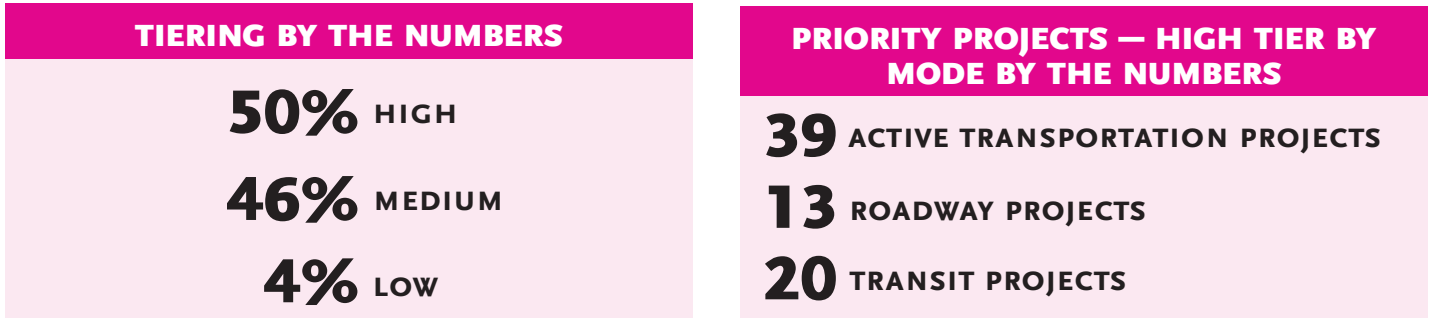 TIERING BY THE NUMBERS
50% HIGH
46% MEDIUM
4% LOW
PRIORITY PROJECTS — HIGH TIER BY
MODE BY THE NUMBERS
39 ACTIVE TRANSPORTATION PROJECTS
13 ROADWAY PROJECTS
20 TRANSIT PROJECTS